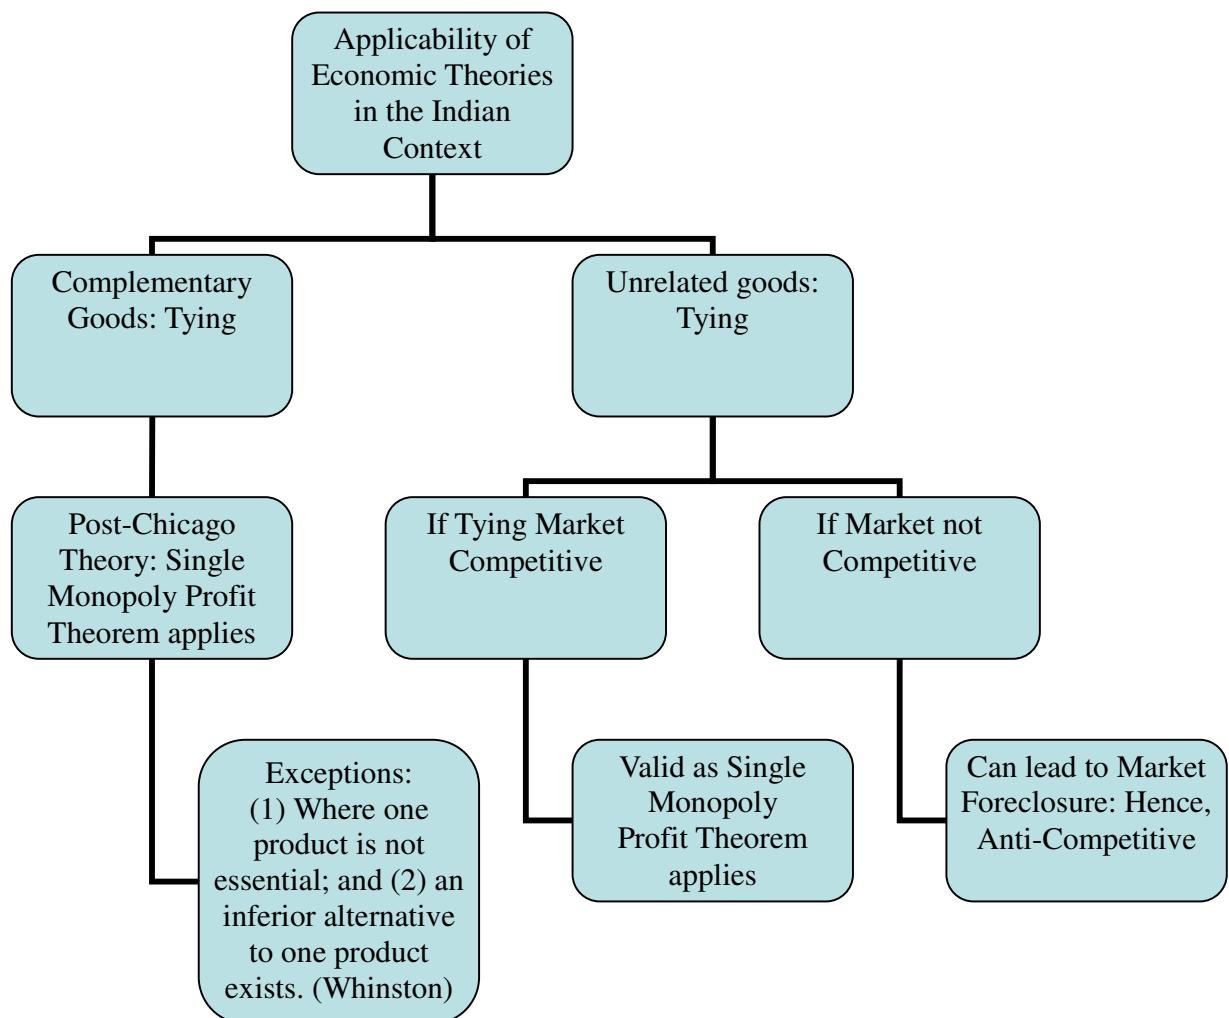 Applicability of
Economic Theories
in the Indian
Context
Complementary
Goods: Tying
Unrelated goods:
Tying
Post-Chicago
Theory: Single
Monopoly Profit
Theorem applies
If Tying Market
Competitive
If Market not
Competitive
Exceptions:
(1) Where one
product is not
essential; and (2) an
inferior alternative
to one product
exists. (Whinston)
Valid as Single
Monopoly
Profit Theorem
applies
Can lead to Market
Foreclosure: Hence,
Anti-Competitive